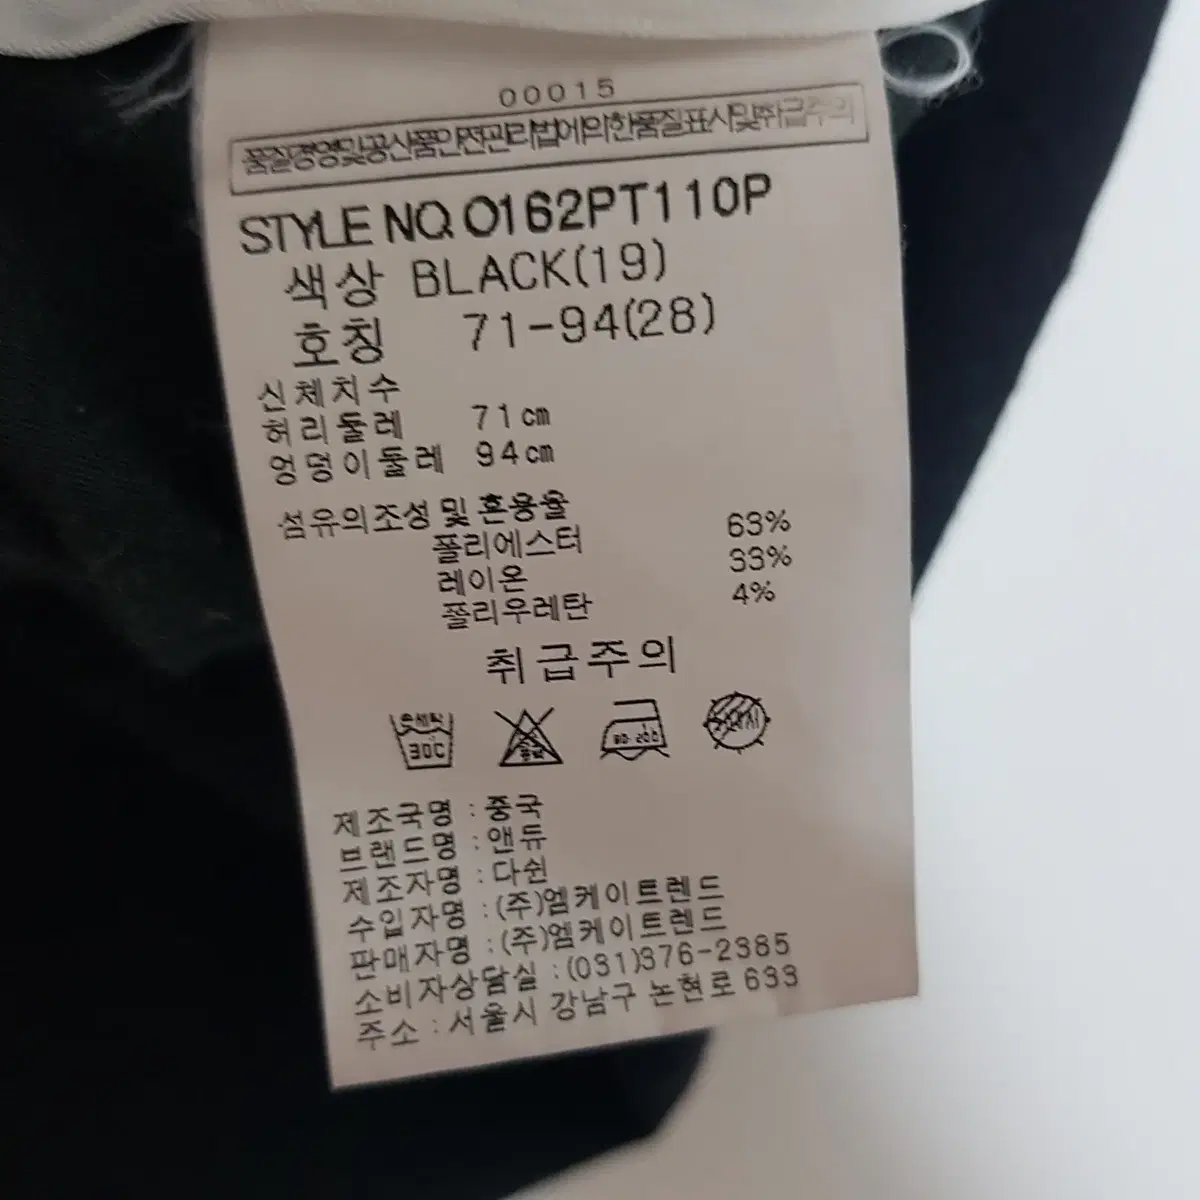 00015
품질경영및공산품안전관리법에의한품질표시및취급주의
STYLE NO. O162PT110P
색상 BLACK(19)
호칭 71-94(28)
신체치수
허리둘레 71cm
엉덩이둘레 94cm
섬유의조성 및 혼용율
폴리에스터 63%
레이온 33%
폴리우레탄 4%
취급주의
30℃ 80-200
제조국명 : 중국
브랜드명 : 앤듀
제조자명 : 다쉰
수입자명 : (주)엠케이트렌드
판매자명 : (주)엠케이트렌드
소비자상담실 : (031)376-2385
주소 : 서울시 강남구 논현로 633